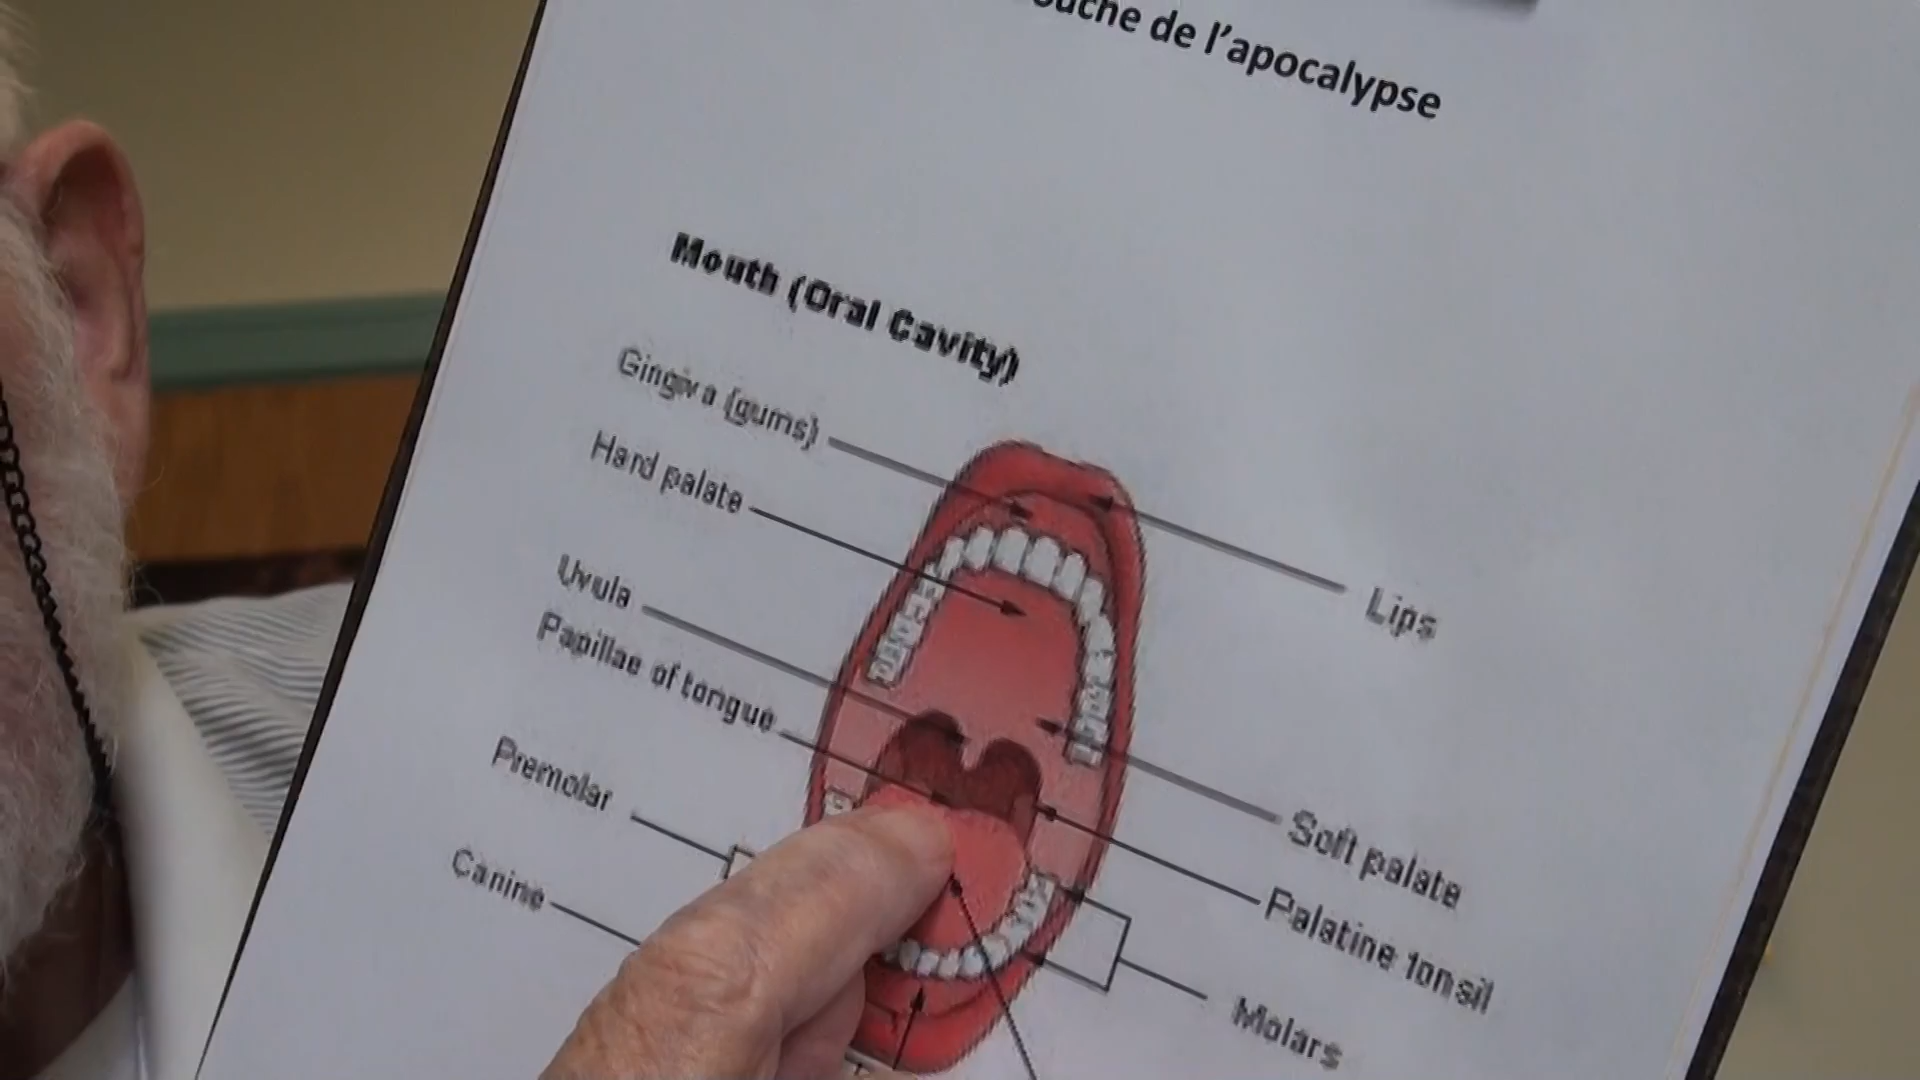 de l'apocalypse
Mouth (Oral Cavity)
Gingiva (gums)
Hard palate
Lips
Uvula
Papillae of tongue
Premolar
Soft palate
Canine
Palatine tonsil
Molars